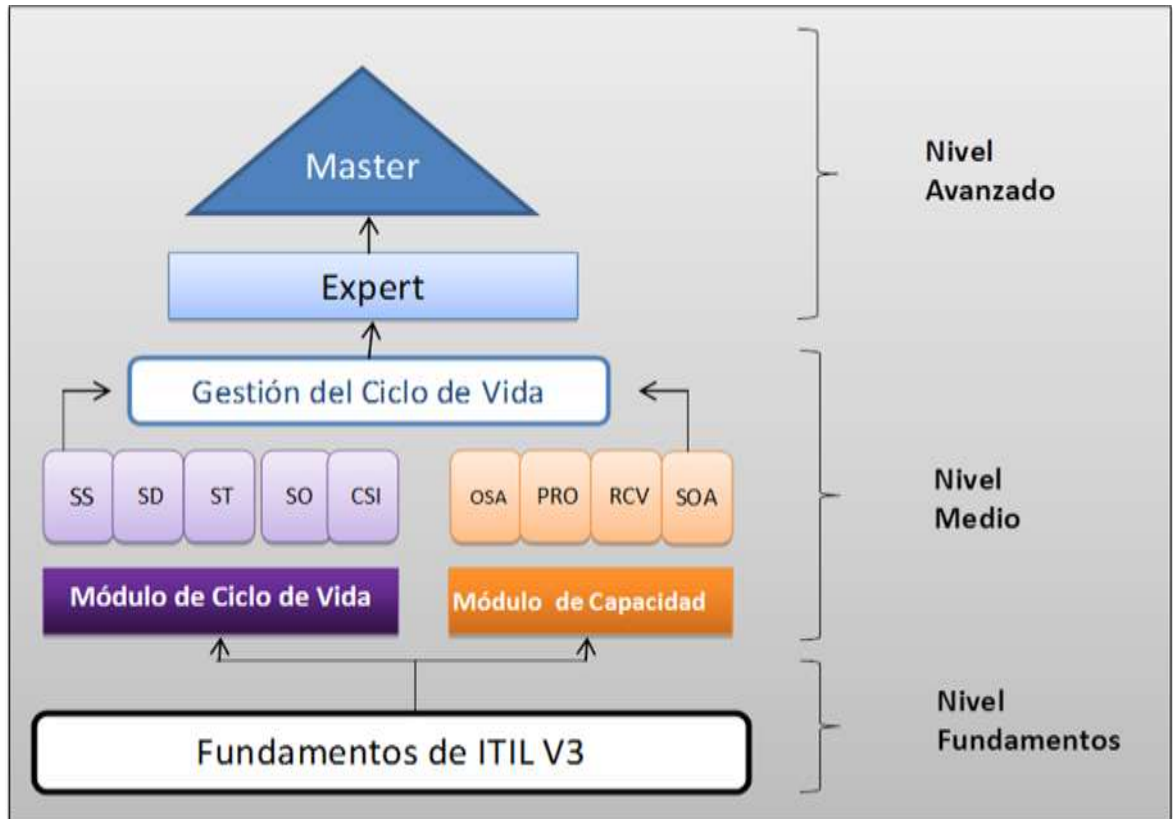 Master
Nivel
Avanzado
Expert
Gestión del Ciclo de Vida
SS SD ST SO CSI
OSA PRO RCV SOA
Nivel
Medio
Módulo de Ciclo de Vida
Módulo de Capacidad
Nivel
Fundamentos
Fundamentos de ITIL V3